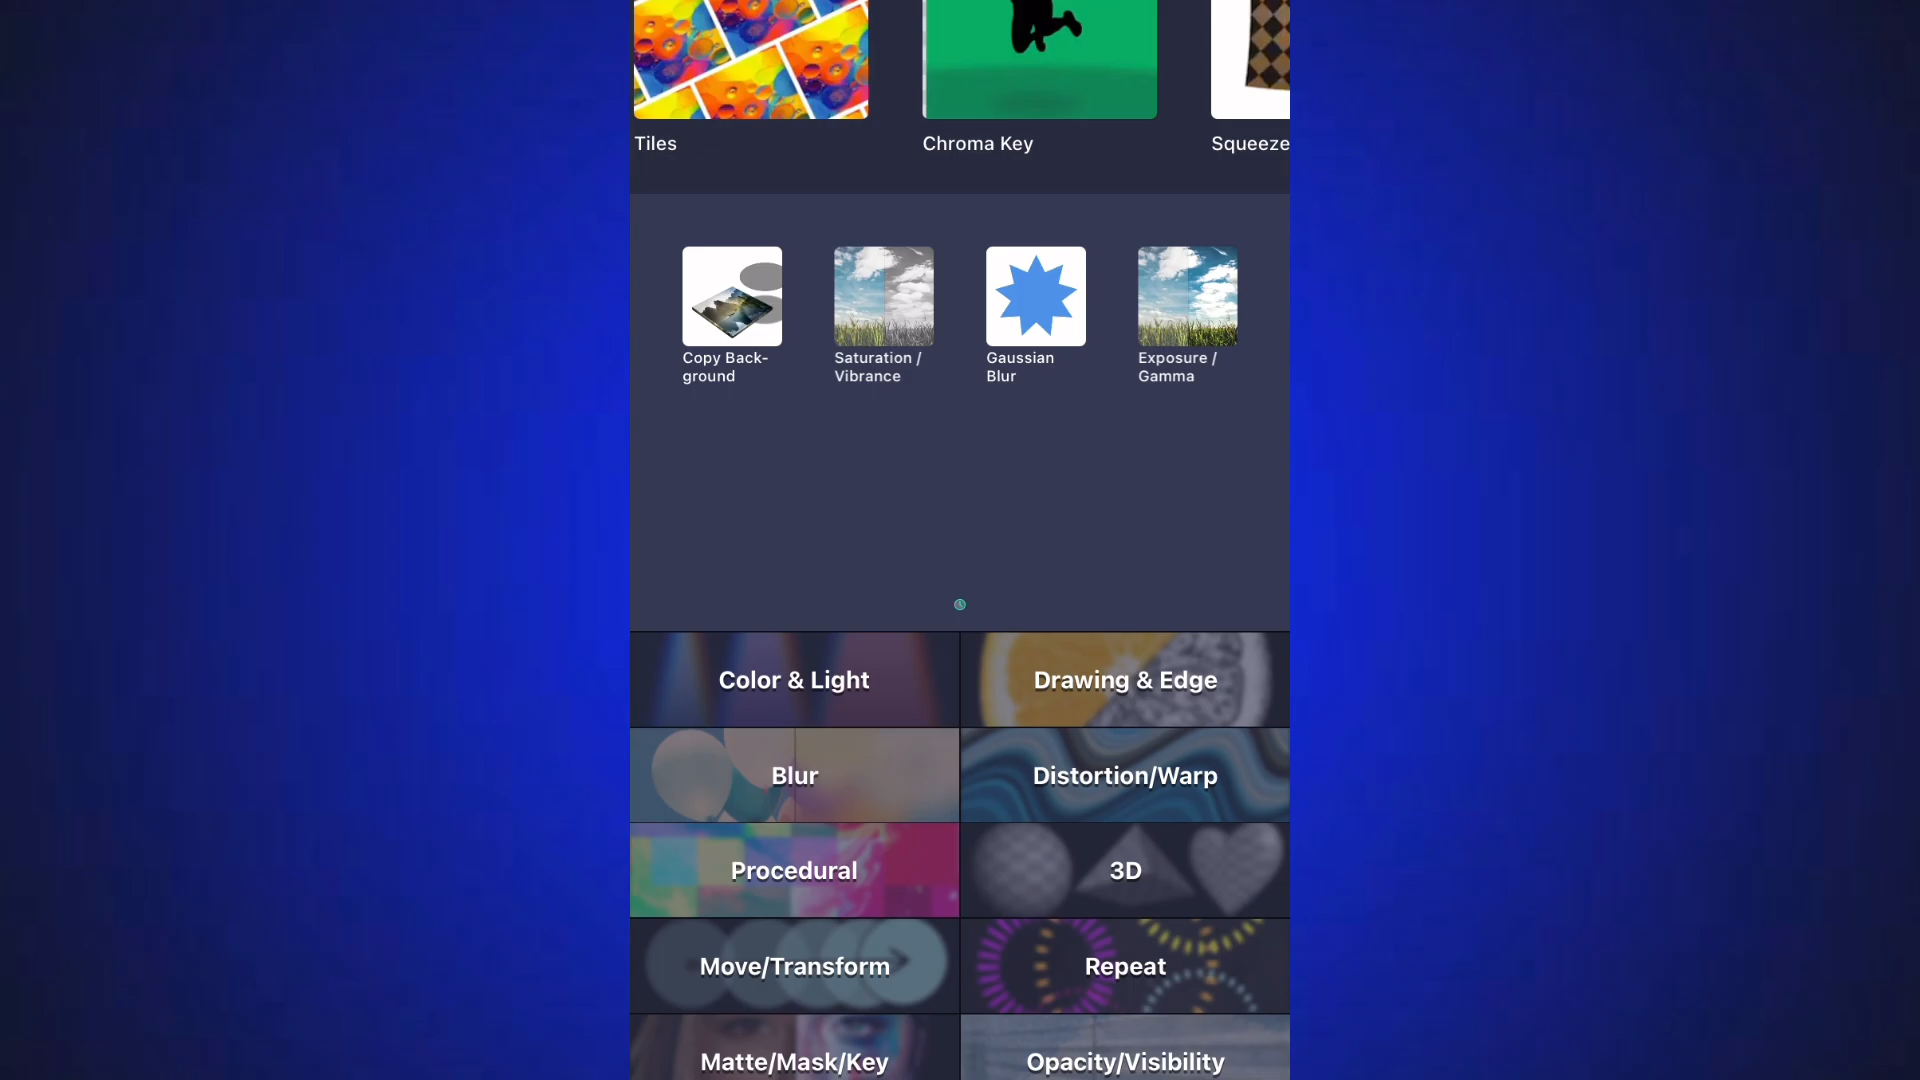 Tiles
Chroma Key
Squeeze
Copy Back-
ground
Saturation /
Vibrance
Gaussian
Blur
Exposure /
Gamma
Color & Light
Drawing & Edge
Blur
Distortion/Warp
Procedural
3D
Move/Transform
Repeat
Matte/Mask/Key
Opacity/Visibility